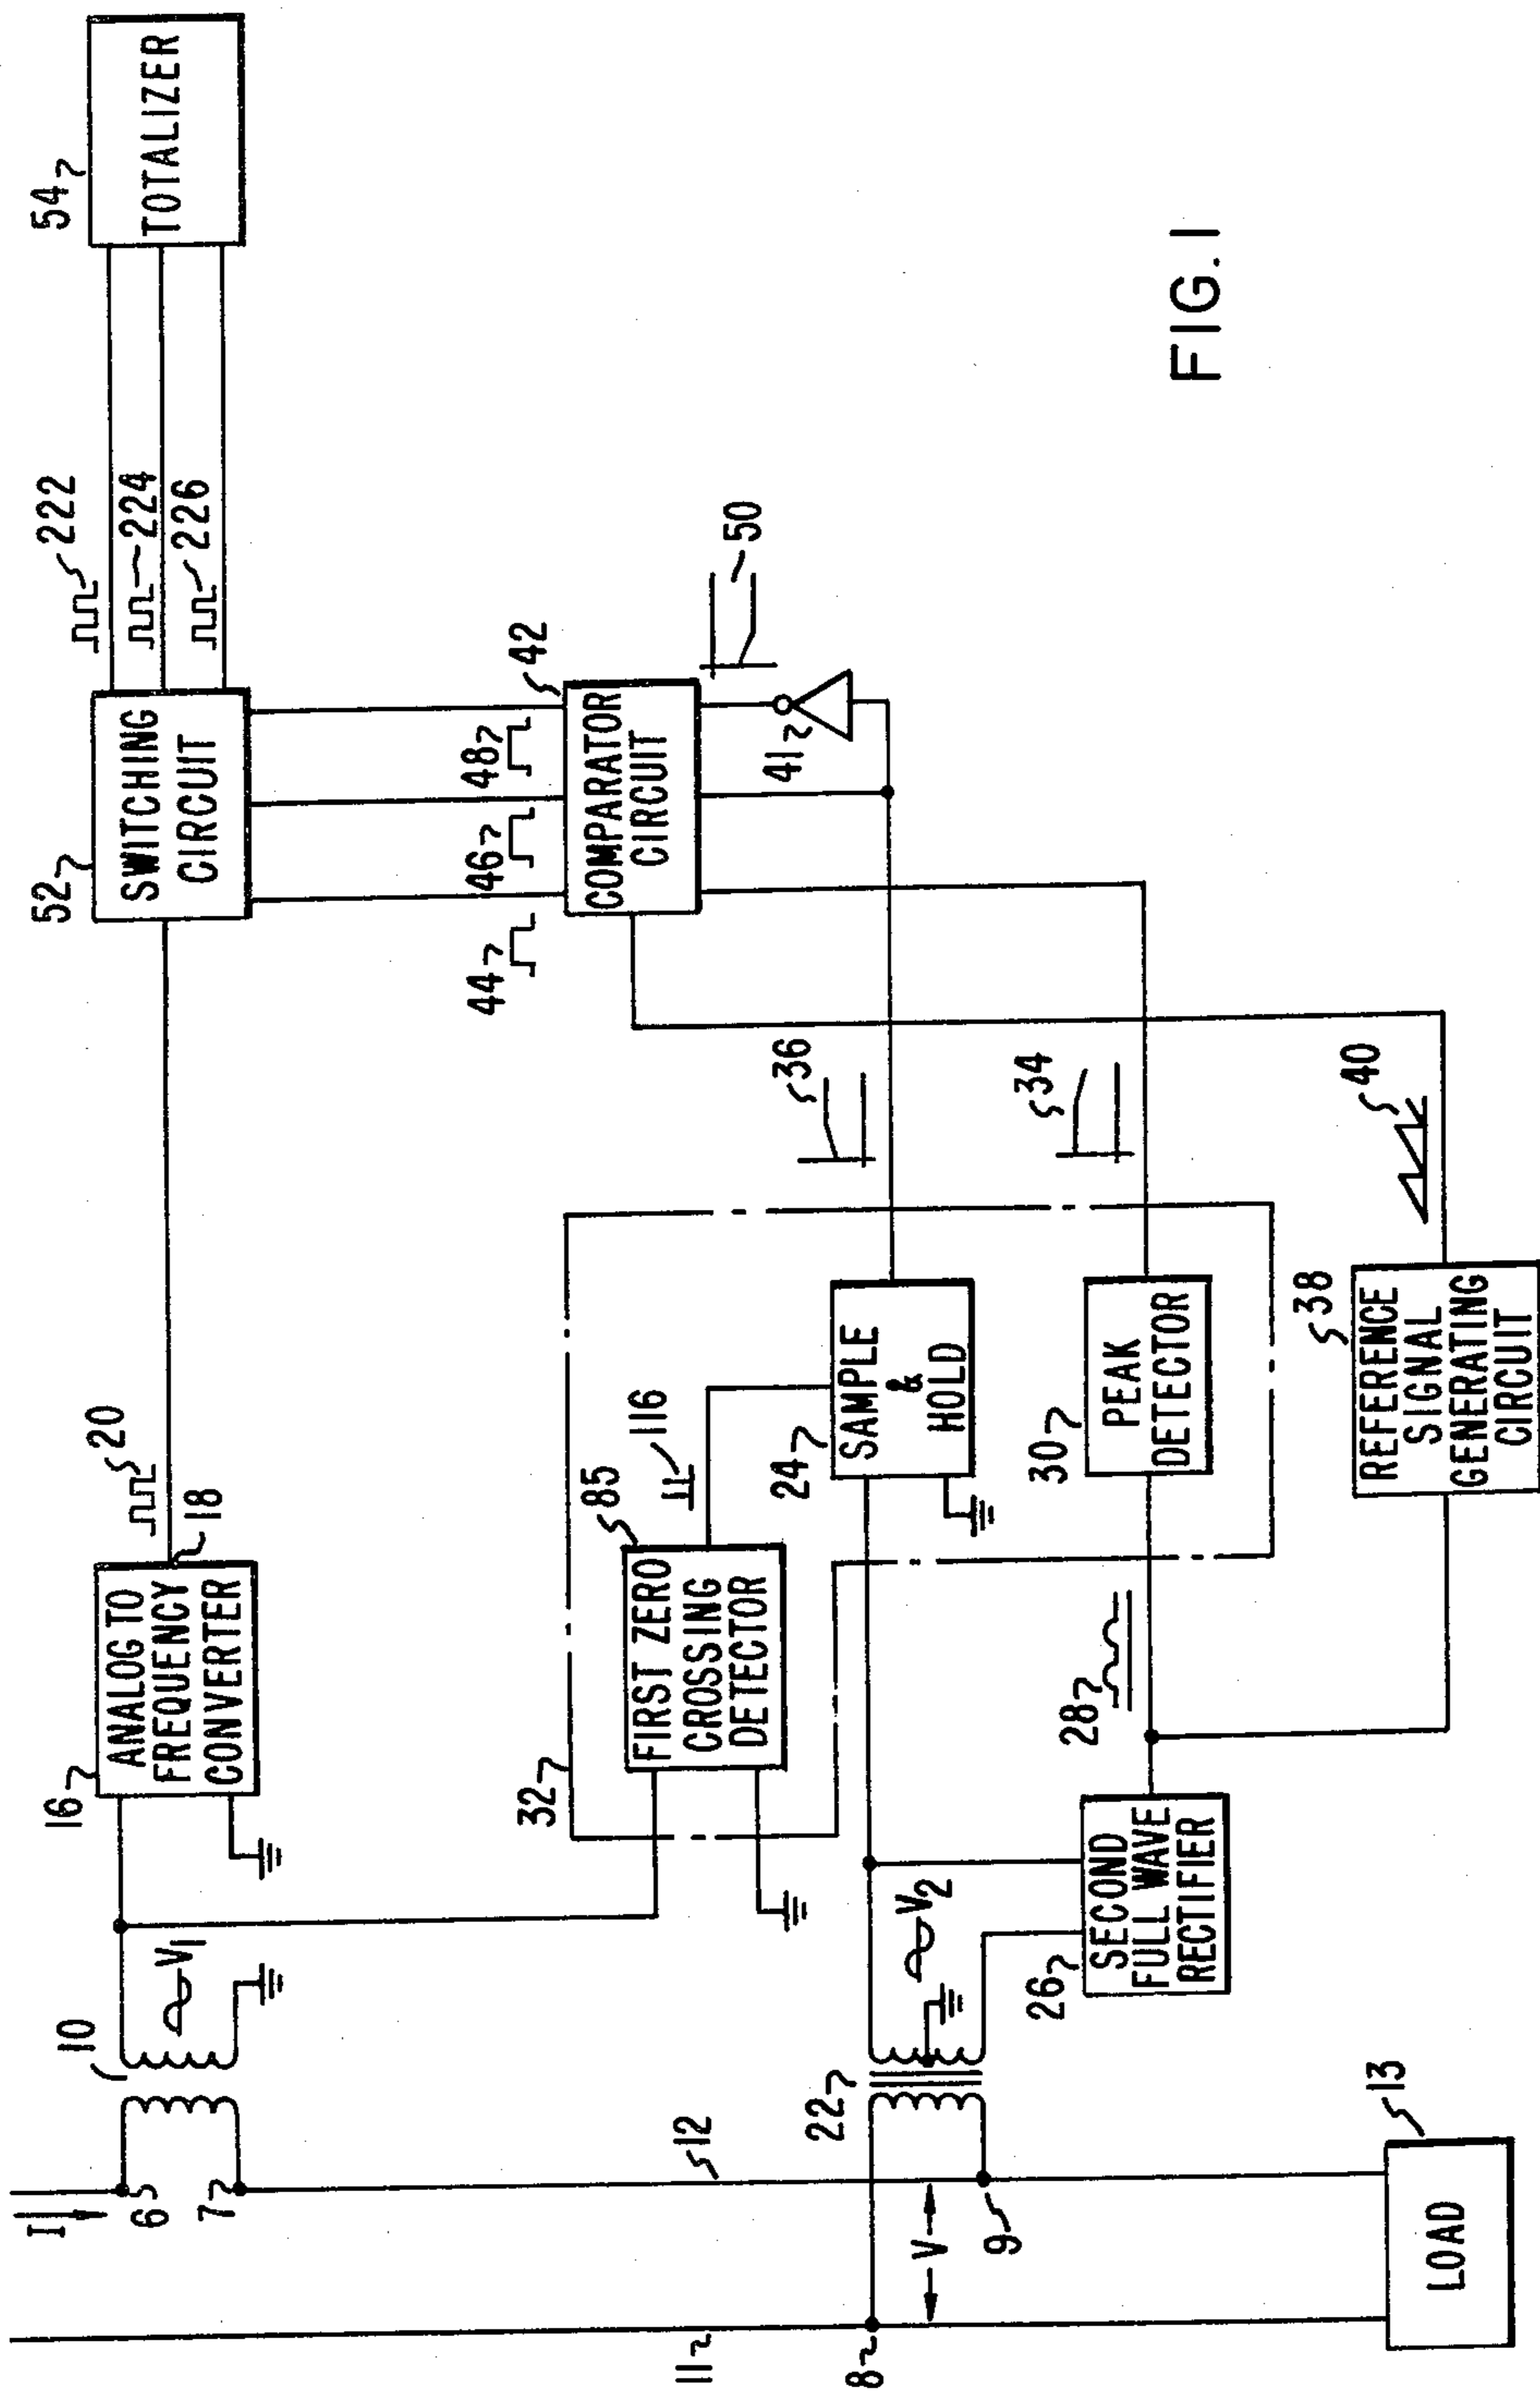 I
6
7
10
V1
16
ANALOG TO
FREQUENCY
CONVERTER
18
20
52
SWITCHING
CIRCUIT
222
224
226
54
TOTALIZER
32
FIRST ZERO
CROSSING
DETECTOR
85
116
24
SAMPLE
&
HOLD
36
44
46
48
42
COMPARATOR
CIRCUIT
41
50
11
12
8
9
V
22
V2
26
SECOND
FULL WAVE
RECTIFIER
28
30
PEAK
DETECTOR
34
38
REFERENCE
SIGNAL
GENERATING
CIRCUIT
40
13
LOAD
FIG. 1